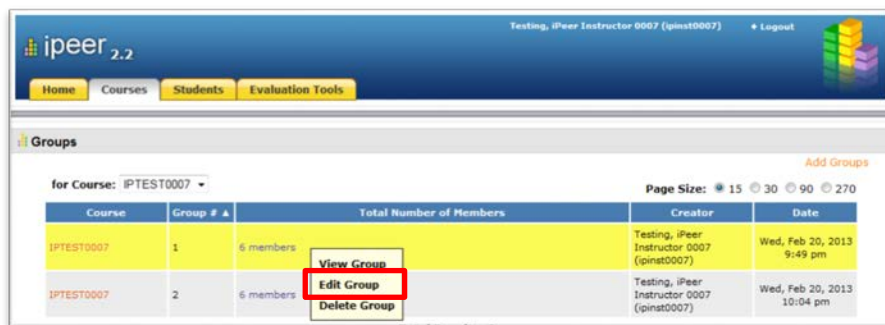 Testing, iPeer Instructor 0007 (ipinst0007) + Logout
ipeer 2.2
Home Courses Students Evaluation Tools
Groups
Add Groups
for Course: IPTEST0007 Page Size: 15 30 90 270
Course Group # Total Number of Members Creator Date
IPTEST0007 1 6 members Testing, iPeer Instructor 0007 (ipinst0007) Wed, Feb 20, 2013 9:49 pm
View Group
Edit Group
Delete Group
IPTEST0007 2 6 members Testing, iPeer Instructor 0007 (ipinst0007) Wed, Feb 20, 2013 10:04 pm